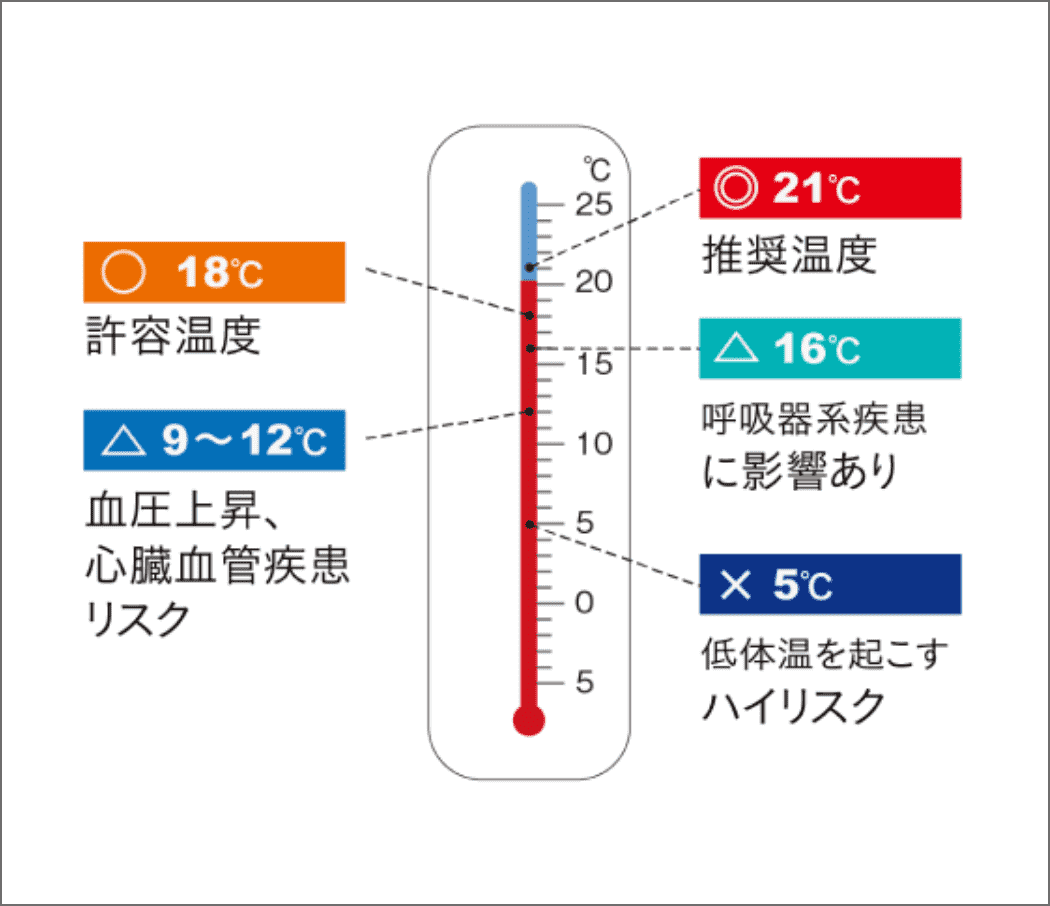 ◎ 21℃
推奨温度
○ 18℃
許容温度
△ 16℃
呼吸器系疾患
に影響あり
△ 9〜12℃
血圧上昇、
心臓血管疾患
リスク
× 5℃
低体温を起こす
ハイリスク
℃
25
20
15
10
5
0
5